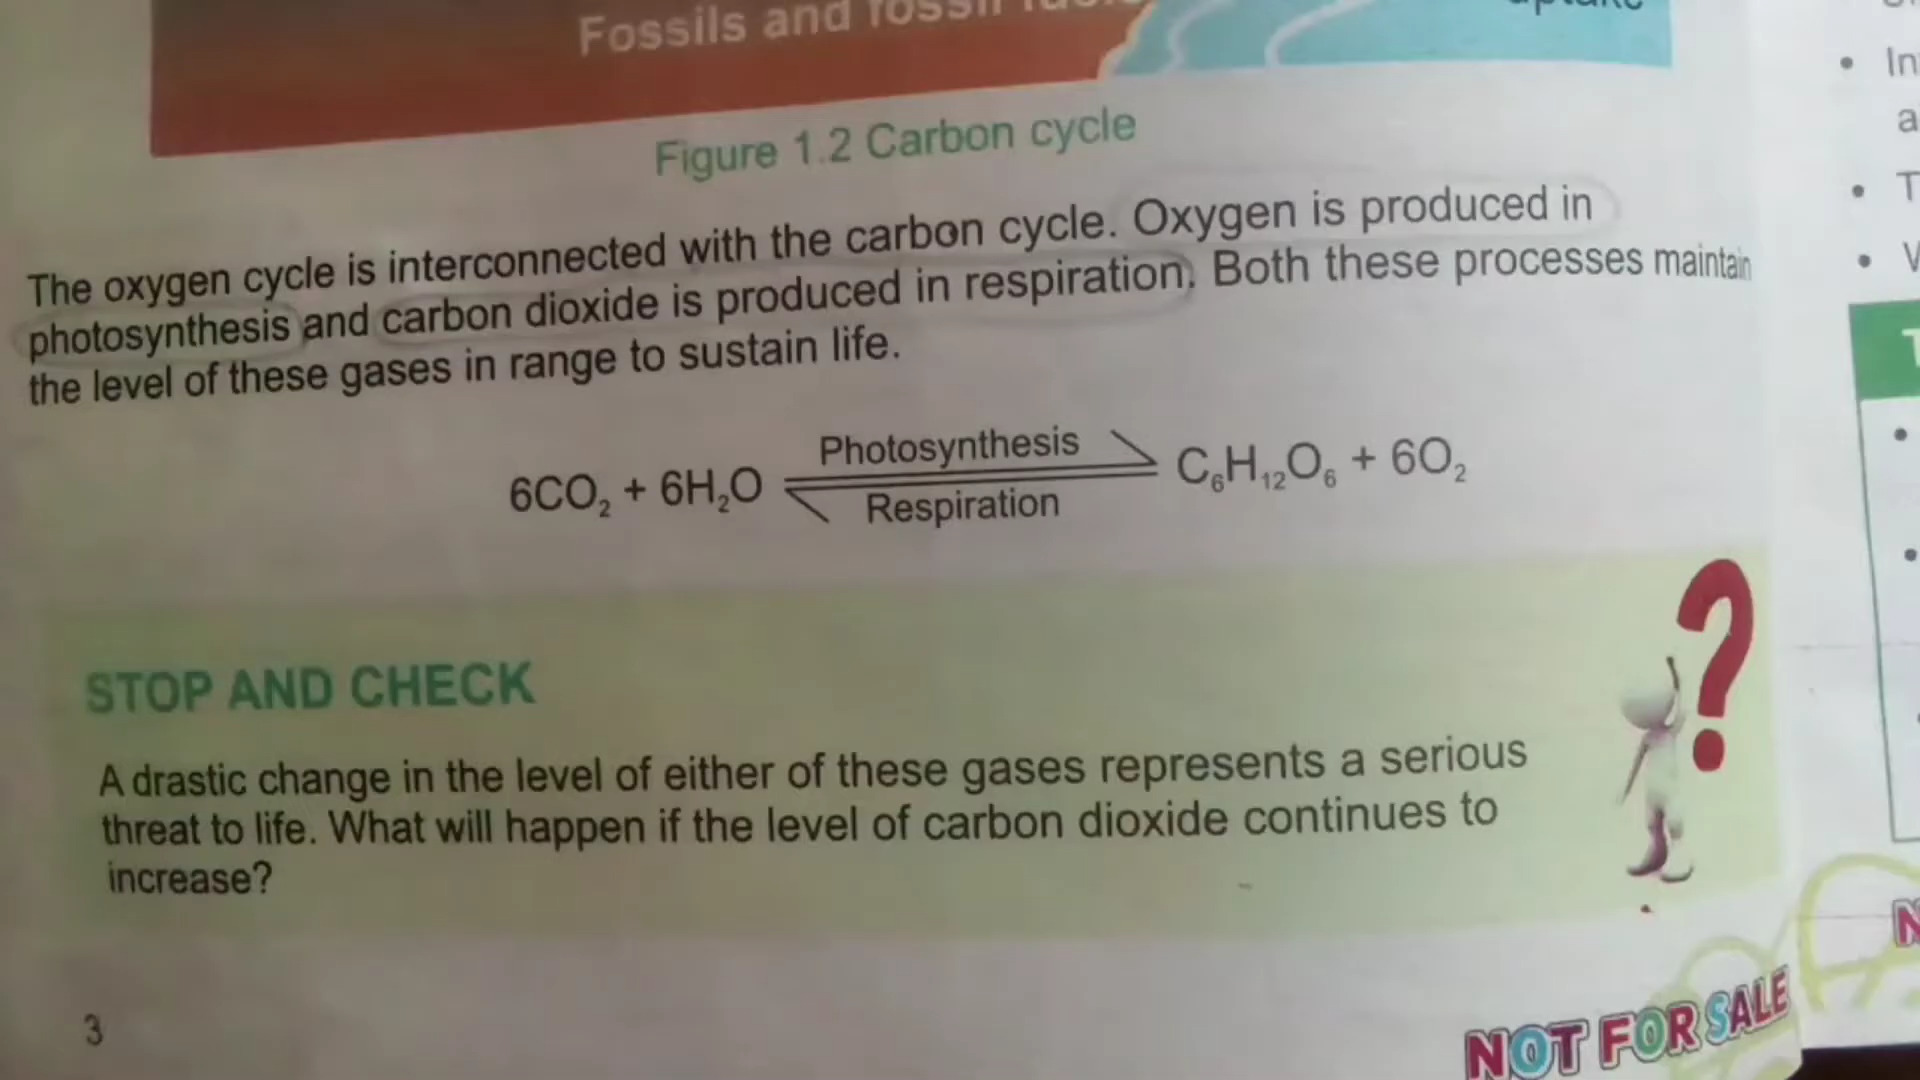 Fossils and fossil
uptake
Figure 1.2 Carbon cycle
The oxygen cycle is interconnected with the carbon cycle. Oxygen is produced in
photosynthesis and carbon dioxide is produced in respiration. Both these processes maintain
the level of these gases in range to sustain life.
6CO₂ + 6H₂O Photosynthesis C₆H₁₂O₆ + 6O₂
Respiration
STOP AND CHECK
A drastic change in the level of either of these gases represents a serious
threat to life. What will happen if the level of carbon dioxide continues to
increase?
3
NOT FOR SALE